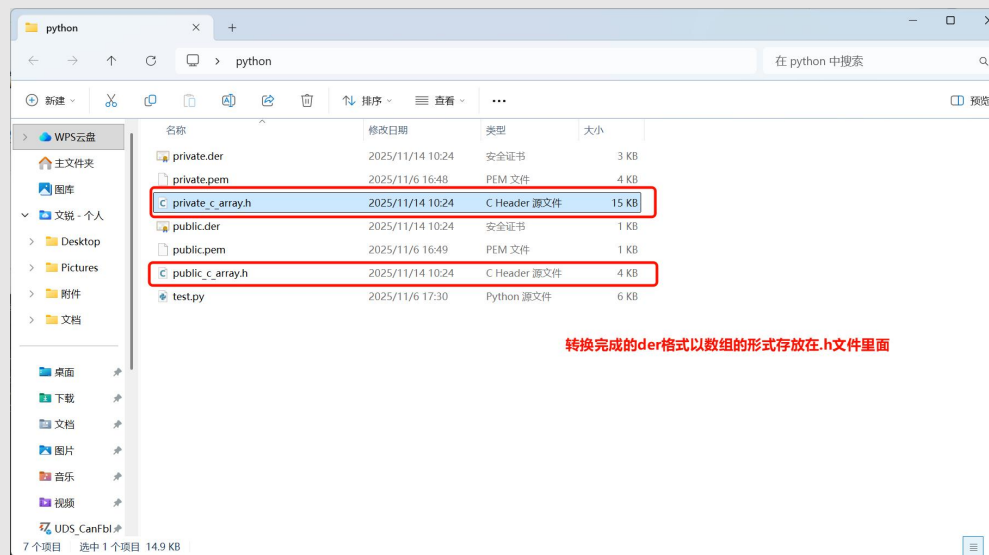 python
python
在 python 中搜索
新建
排序
查看
预览
名称 修改日期 类型 大小
private.der 2025/11/14 10:24 安全证书 3 KB
private.pem 2025/11/6 16:48 PEM 文件 4 KB
private_c_array.h 2025/11/14 10:24 C Header 源文件 15 KB
public.der 2025/11/14 10:24 安全证书 1 KB
public.pem 2025/11/6 16:49 PEM 文件 1 KB
public_c_array.h 2025/11/14 10:24 C Header 源文件 4 KB
test.py 2025/11/6 17:30 Python 源文件 6 KB
转换完成的der格式以数组的形式存放在.h文件里面
WPS云盘
主文件夹
图库
文锐 - 个人
Desktop
Pictures
附件
文档
桌面
下载
文档
图片
音乐
视频
UDS_CanFbl
7 个项目 选中 1 个项目 14.9 KB